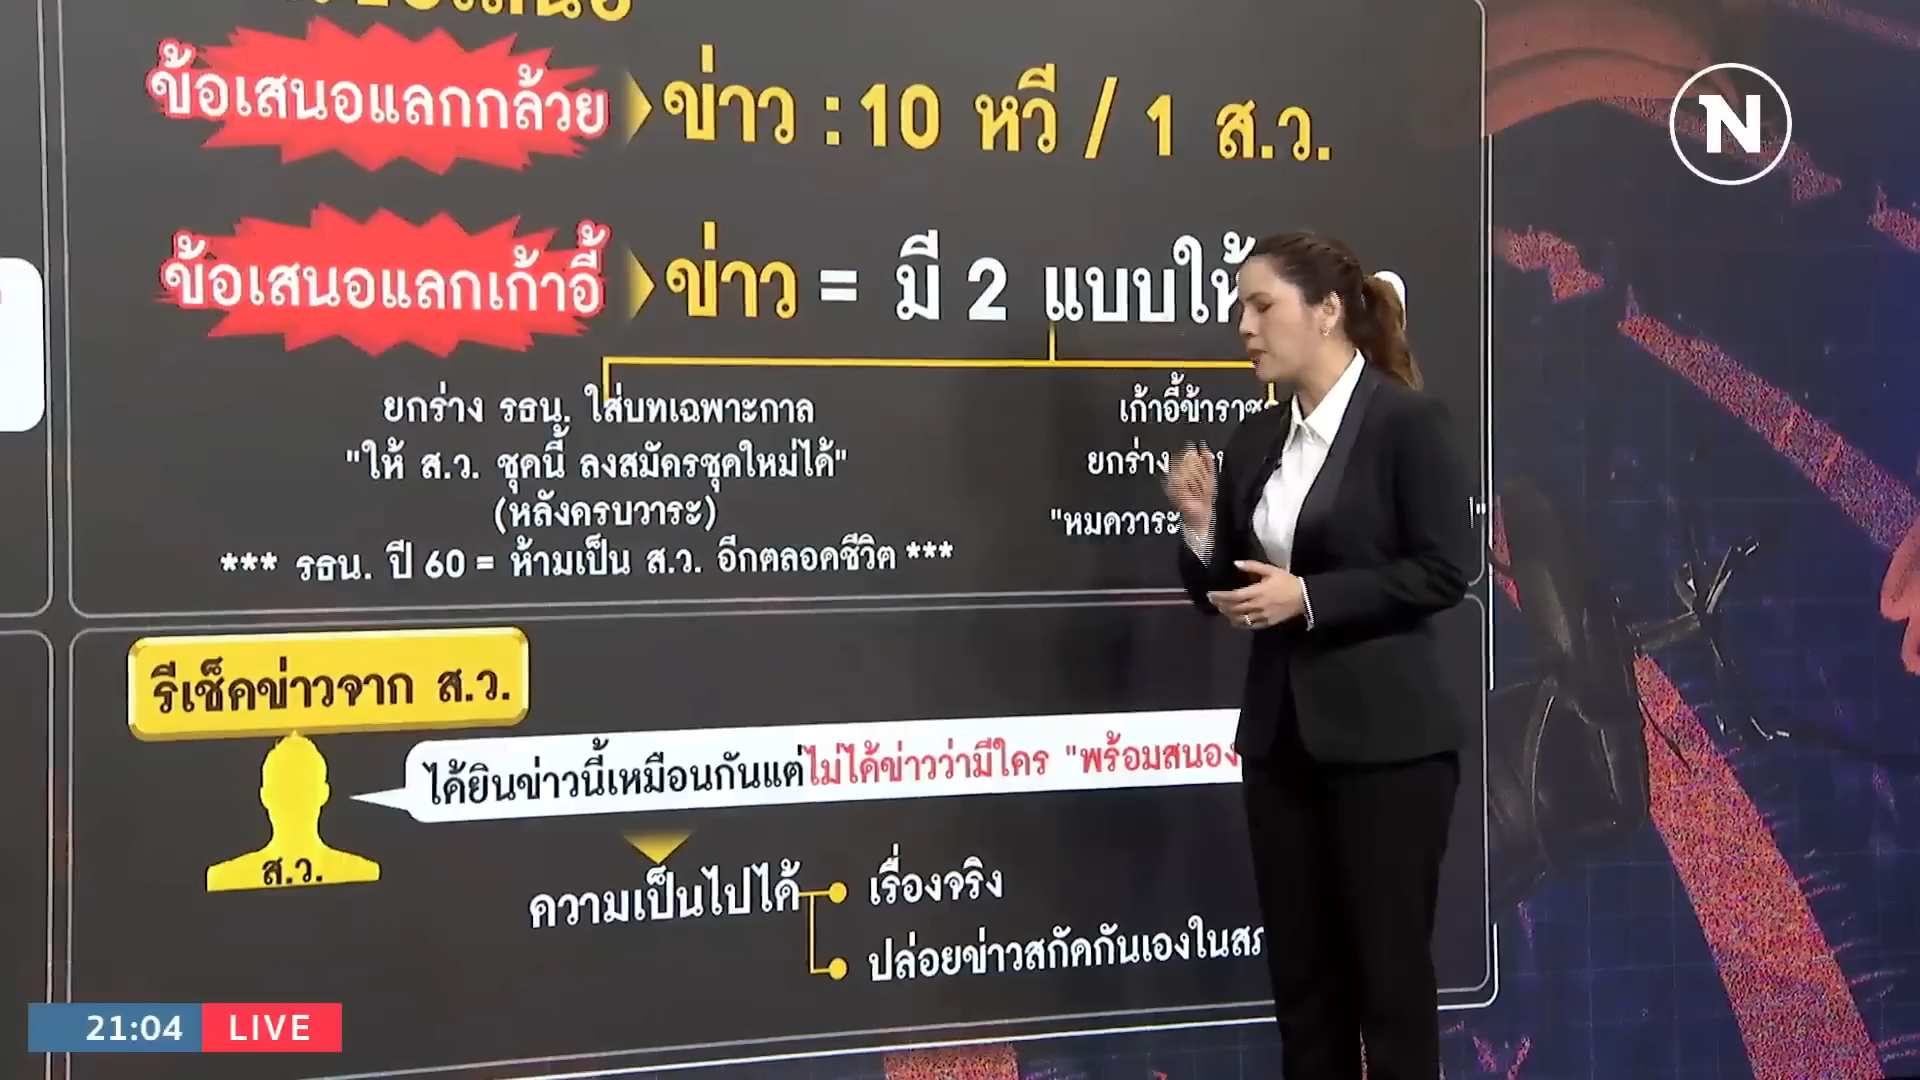 ข้อเสนอแลกกล้วย
ข่าว : 10 หวี / 1 ส.ว.
N
ข้อเสนอแลกเก้าอี้
ข่าว = มี 2 แบบให้
ยกร่าง รธน. ใส่บทเฉพาะกาล
"ให้ ส.ว. ชุดนี้ ลงสมัครชุดใหม่ได้"
(หลังครบวาระ)
*** รธน. ปี 60 = ห้ามเป็น ส.ว. อีกตลอดชีวิต ***
เก้าอี้ข้าราช
ยกร่าง
"หมดวาระ
รีเช็คข่าวจาก ส.ว.
ส.ว.
ได้ยินข่าวนี้เหมือนกันแต่ไม่ได้ข่าวว่ามีใคร "พร้อมสนอง
ความเป็นไปได้
เรื่องจริง
ปล่อยข่าวสกัดกันเองในสภ
21:04 LIVE